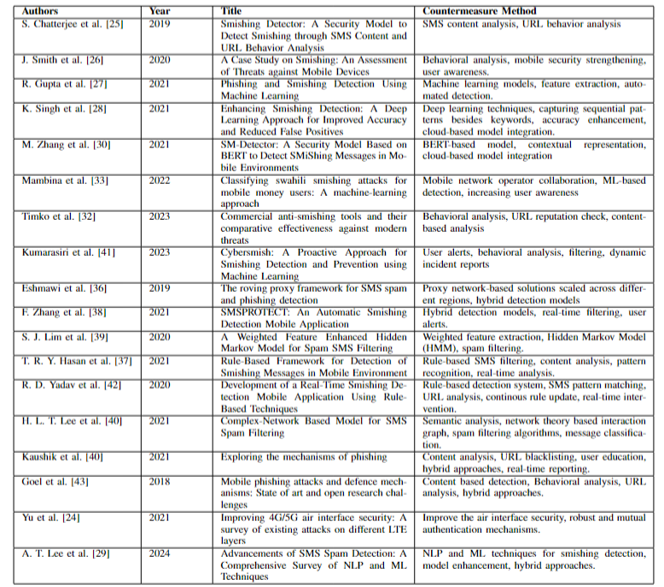 Authors Year Title Countermeasure Method
S. Chatterjee et al. [25] 2019 Smishing Detector: A Security Model to SMS content analysis, URL behavior analysis
Detect Smishing through SMS Content and
URL Behavior Analysis
J. Smith et al. [26] 2020 A Case Study on Smishing: An Assessment Behavioral analysis, mobile security strengthening,
of Threats against Mobile Devices user awareness.
R. Gupta et al. [27] 2021 Phishing and Smishing Detection Using Machine learning models, feature extraction, auto-
Machine Learning mated detection.
K. Singh et al. [28] 2021 Enhancing Smishing Detection: A Deep Deep learning techniques, capturing sequential pat-
Learning Approach for Improved Accuracy terns besides keywords, accuracy enhancement,
and Reduced False Positives cloud-based model integration.
M. Zhang et al. [30] 2021 SM-Detector: A Security Model Based on BERT-based model, contextual representation,
BERT to Detect SMiShing Messages in Mo- cloud-based model integration
bile Environments
Mambina et al. [33] 2022 Classifying swahili smishing attacks for Mobile network operator collaboration, ML-based
mobile money users: A machine-learning detection, increasing user awareness
approach
Timko et al. [32] 2023 Commercial anti-smishing tools and their Behavioral analysis, URL reputation check, content-
comparative effectiveness against modern based analysis
threats
Kumarasiri et al. [41] 2023 Cybersmish: A Proactive Approach for User alerts, behavioral analysis, filtering, dynamic
Smishing Detection and Prevention using incident reports
Machine Learning
Eshmawi et al. [36] 2019 The roving proxy framework for SMS spam Proxy network-based solutions scaled across differ-
and phishing detection ent regions, hybrid detection models
F. Zhang et al. [38] 2021 SMSPROTECT: An Automatic Smishing Hybrid detection models, real-time filtering, user
Detection Mobile Application alerts.
S. J. Lim et al. [39] 2020 A Weighted Feature Enhanced Hidden Weighted feature extraction, Hidden Markov Model
Markov Model for Spam SMS Filtering (HMM), spam filtering.
T. R. Y. Hasan et al. [37] 2021 Rule-Based Framework for Detection of Rule-based SMS filtering, content analysis, pattern
Smishing Messages in Mobile Environment recognition, real-time analysis.
R. D. Yadav et al. [42] 2020 Development of a Real-Time Smishing De- Rule-based detection system, SMS pattern matching,
tection Mobile Application Using Rule- URL analysis, continous rule update, real-time inter-
Based Techniques vention.
H. L. T. Lee et al. [40] 2021 Complex-Network Based Model for SMS Semantic analysis, network theory based interaction
Spam Filtering graph, spam filtering algorithms, message classifica-
tion.
Kaushik et al. [40] 2021 Exploring the mechanisms of phishing Content analysis, URL blacklisting, user education,
hybrid approaches, real-time reporting.
Goel et al. [43] 2018 Mobile phishing attacks and defence mech- Content based detection, Behavioral analysis, URL
anisms: State of art and open research chal- analysis, hybrid approaches.
lenges
Yu et al. [24] 2021 Improving 4G/5G air interface security: A Improve the air interface security, robust and mutual
survey of existing attacks on different LTE authentication mechanisms.
layers
A. T. Lee et al. [29] 2024 Advancements of SMS Spam Detection: A NLP and ML techniques for smishing detection,
Comprehensive Survey of NLP and ML model enhancement, hybrid approaches.
Techniques